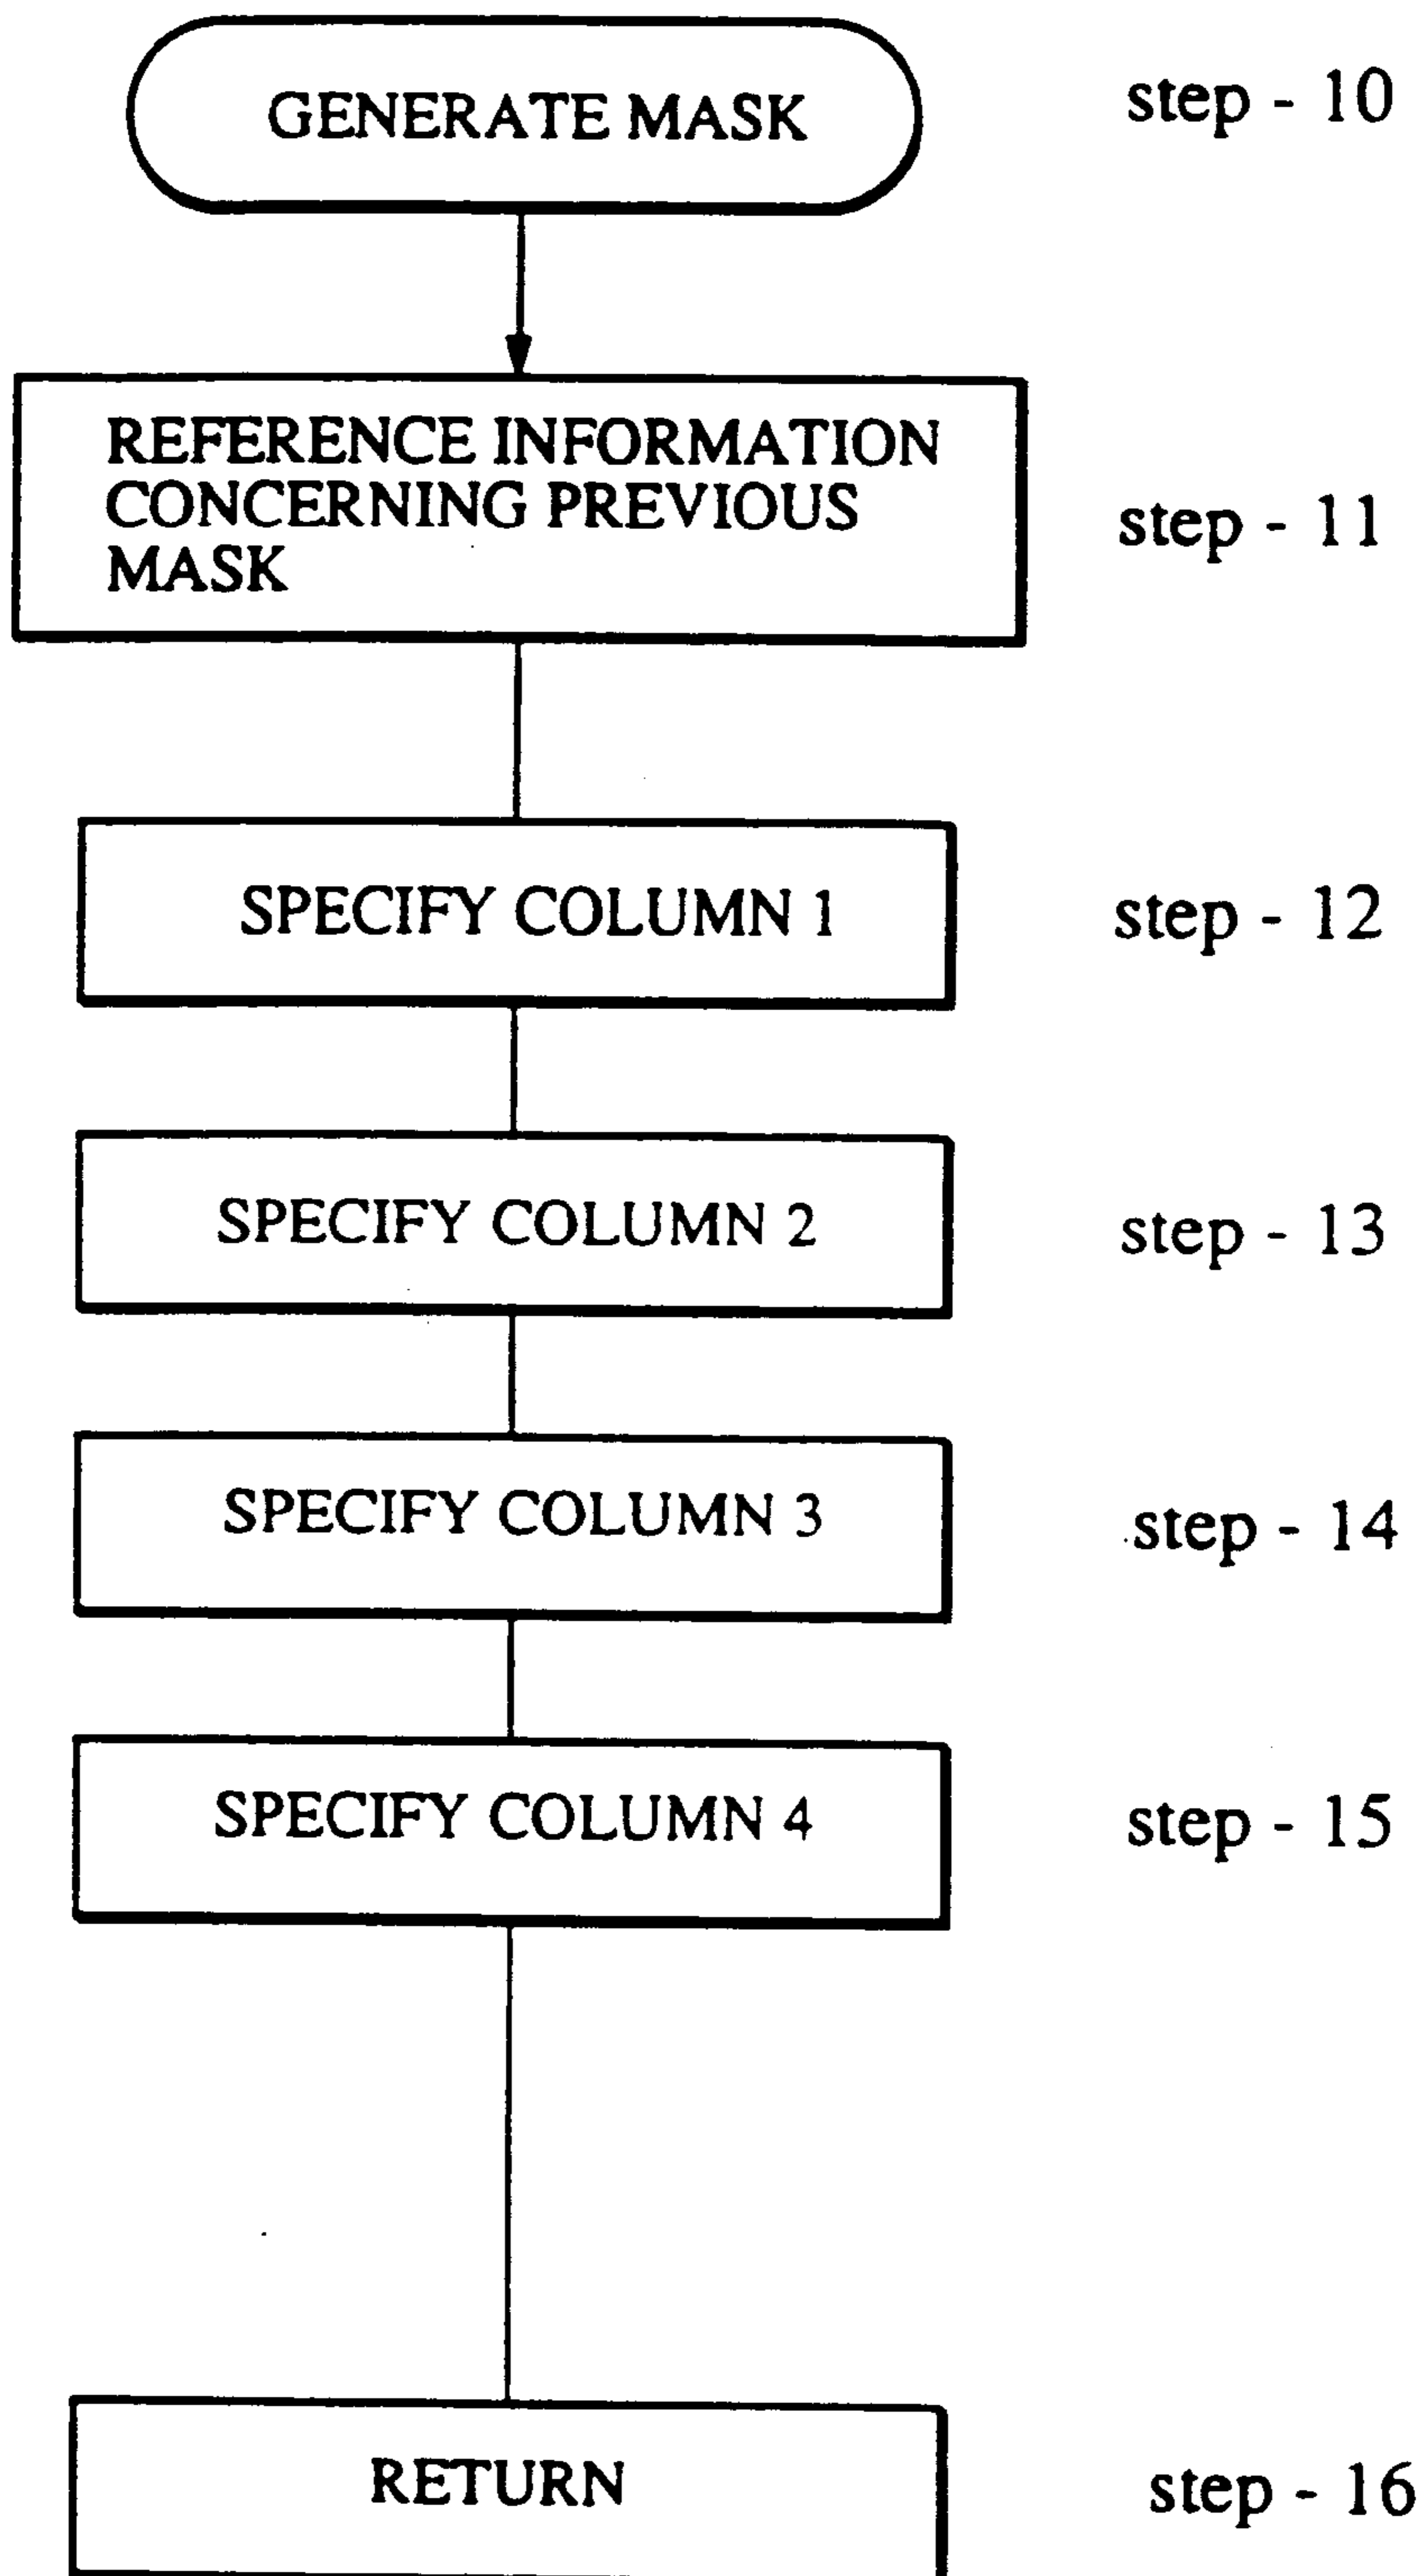 GENERATE MASK
step - 10
REFERENCE INFORMATION
CONCERNING PREVIOUS
MASK
step - 11
SPECIFY COLUMN 1
step - 12
SPECIFY COLUMN 2
step - 13
SPECIFY COLUMN 3
step - 14
SPECIFY COLUMN 4
step - 15
RETURN
step - 16